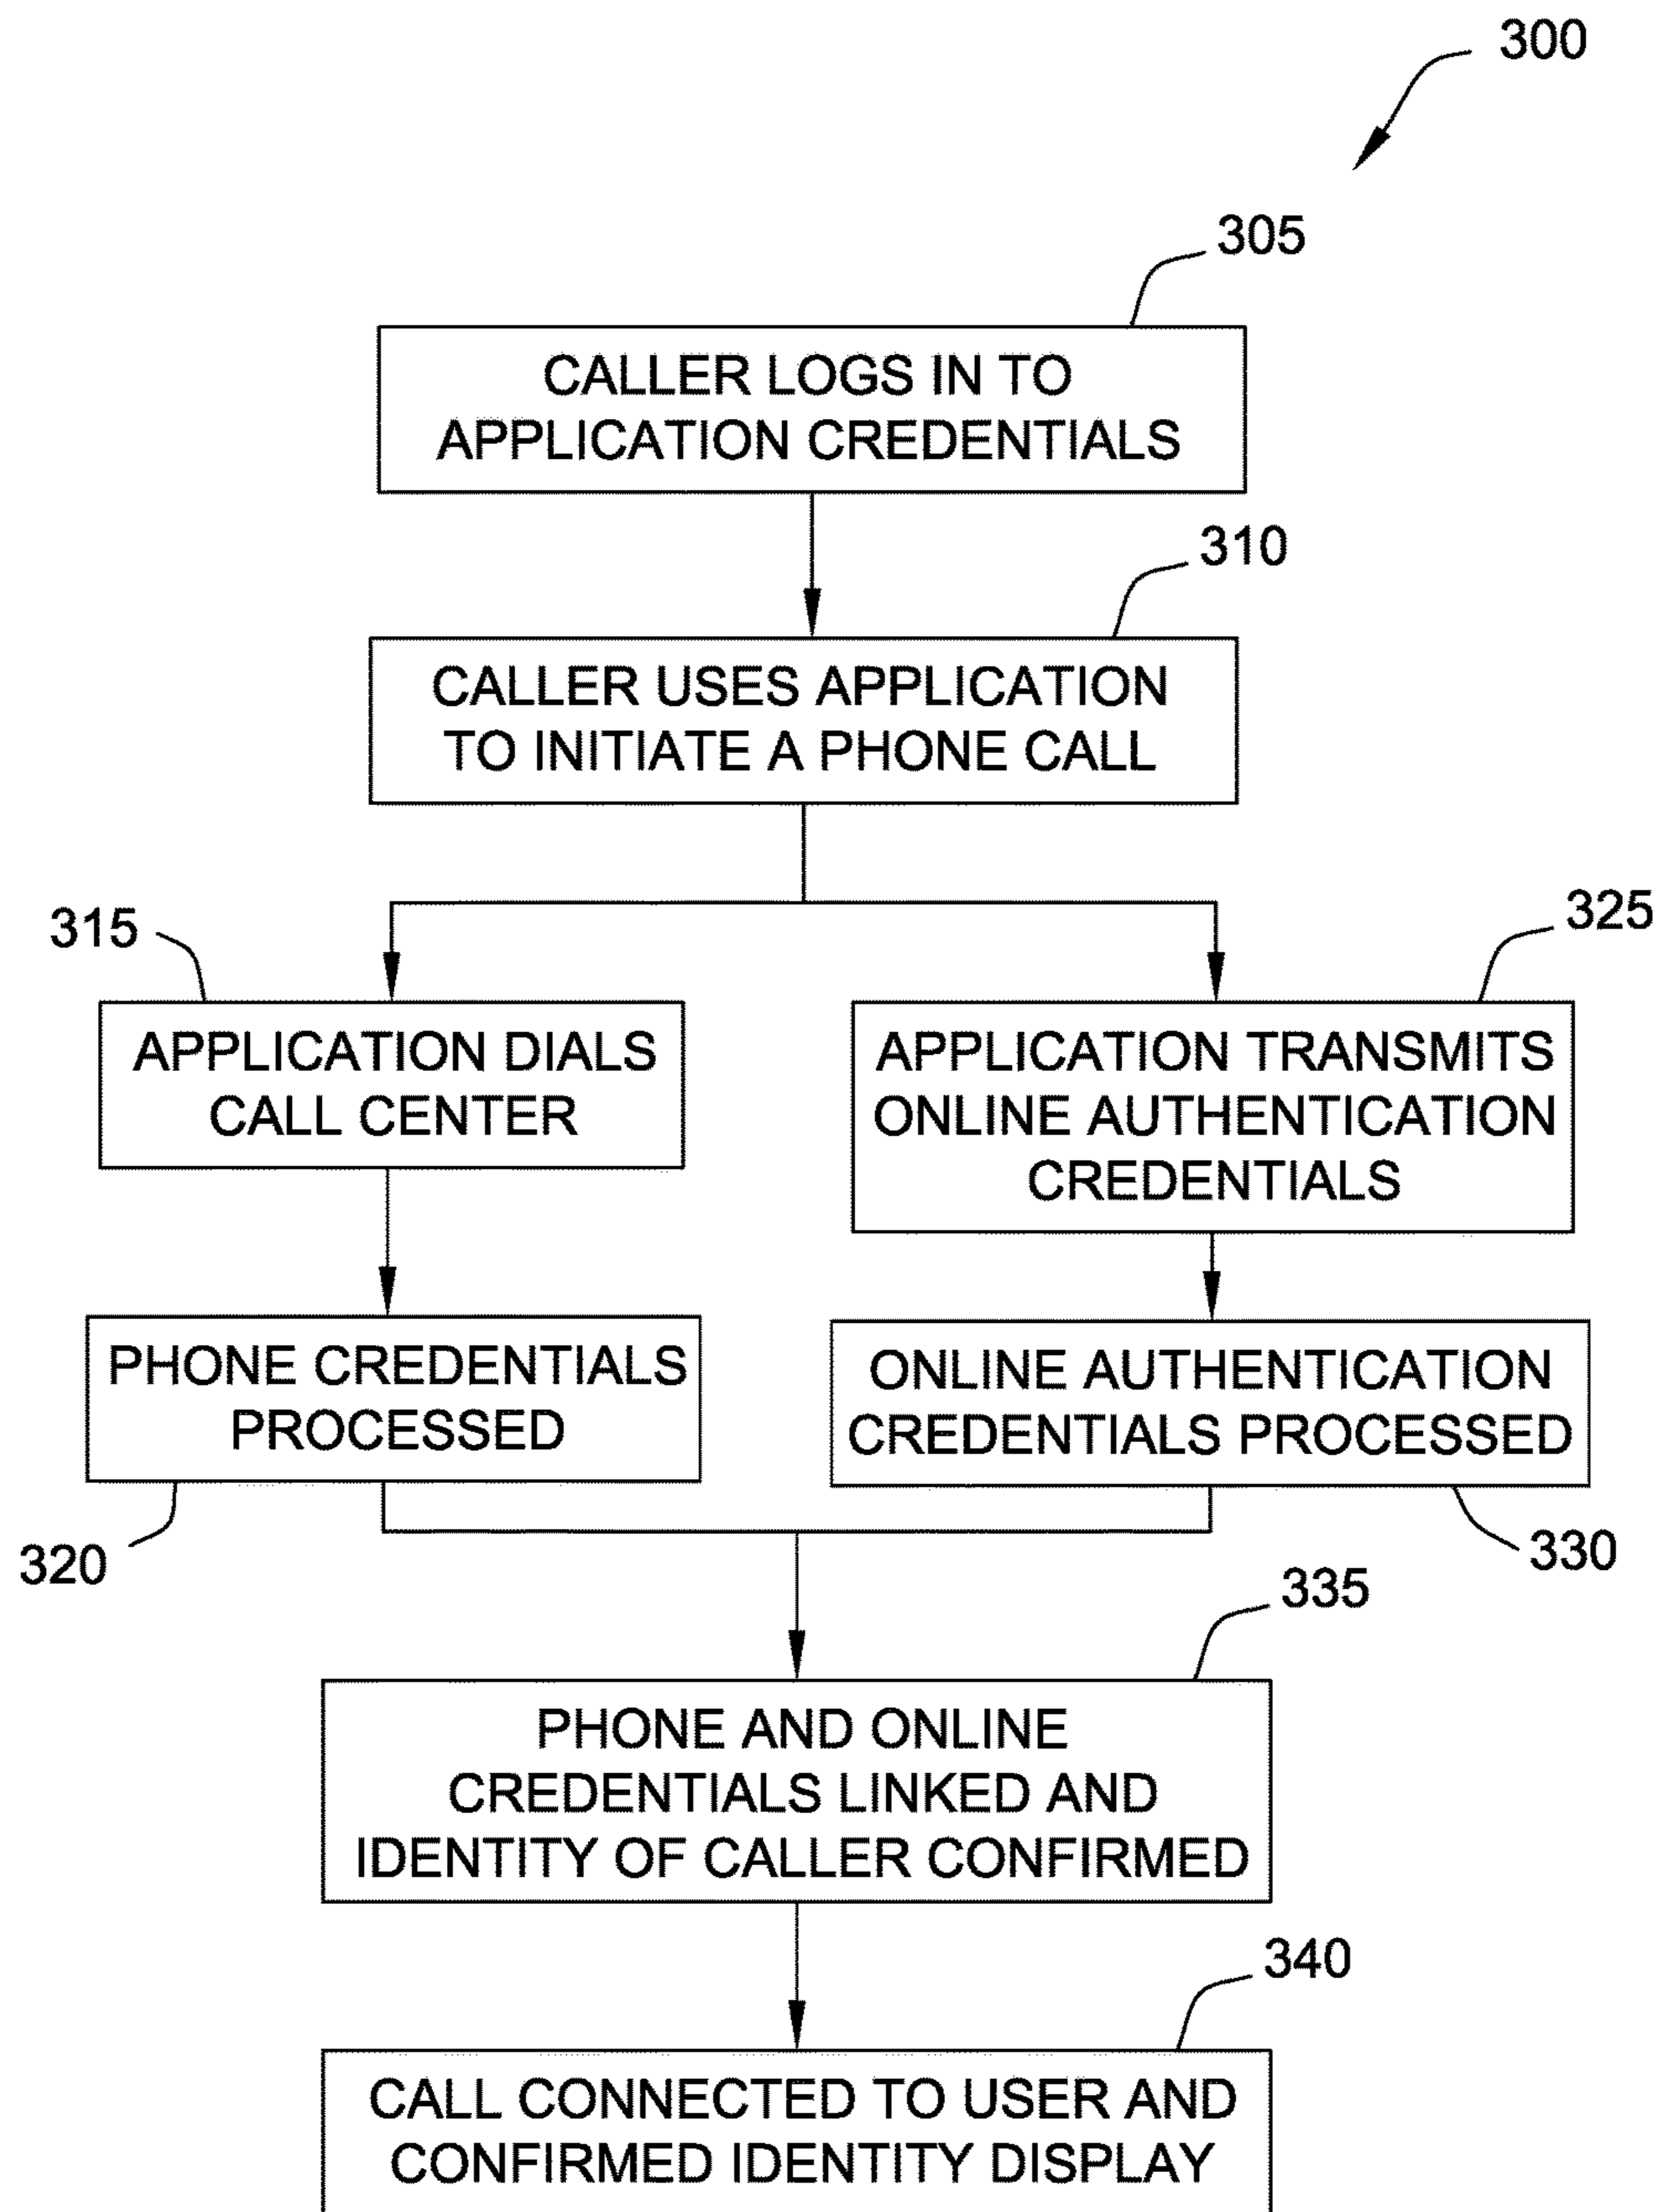 300
305
CALLER LOGS IN TO
APPLICATION CREDENTIALS
310
CALLER USES APPLICATION
TO INITIATE A PHONE CALL
315
APPLICATION DIALS
CALL CENTER
325
APPLICATION TRANSMITS
ONLINE AUTHENTICATION
CREDENTIALS
PHONE CREDENTIALS
PROCESSED
320
ONLINE AUTHENTICATION
CREDENTIALS PROCESSED
330
335
PHONE AND ONLINE
CREDENTIALS LINKED AND
IDENTITY OF CALLER CONFIRMED
340
CALL CONNECTED TO USER AND
CONFIRMED IDENTITY DISPLAY